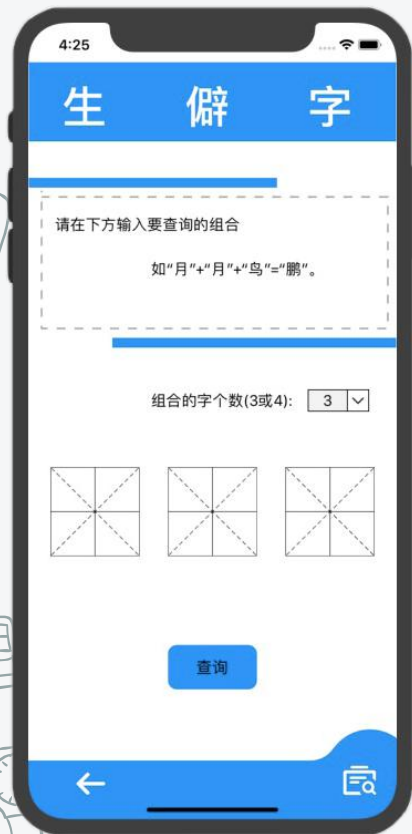 4:25
生 僻 字
请在下方输入要查询的组合
如“月”+“月”+“鸟”=“鹏”。
组合的字个数(3或4): 3
查询